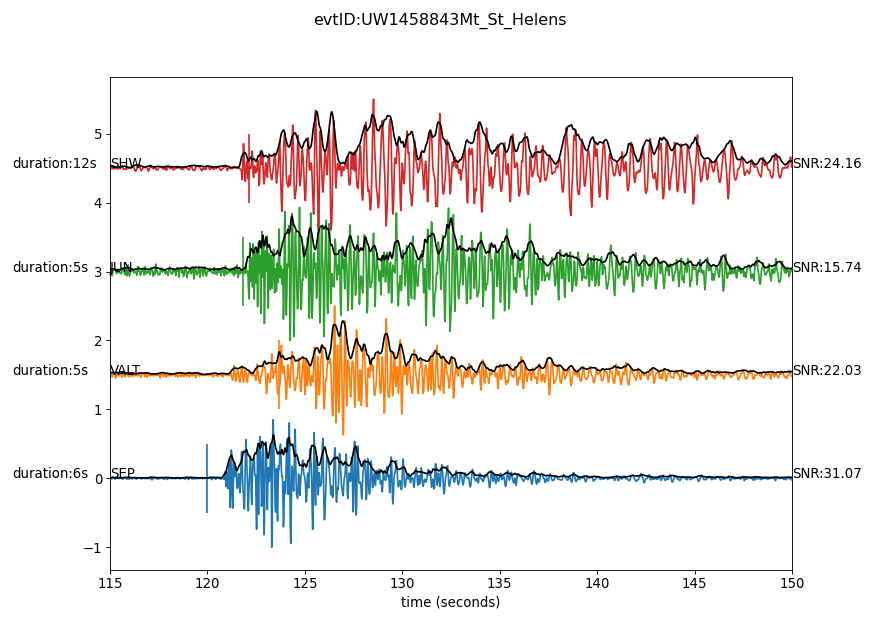 evtID:UW1458843Mt_St_Helens
5
duration:12s SHW SNR:24.16
4
duration:5s 3 JUN SNR:15.74
2
duration:5s VALT SNR:22.03
1
duration:6s 0 SEP SNR:31.07
−1
115 120 125 130 135 140 145 150
time (seconds)